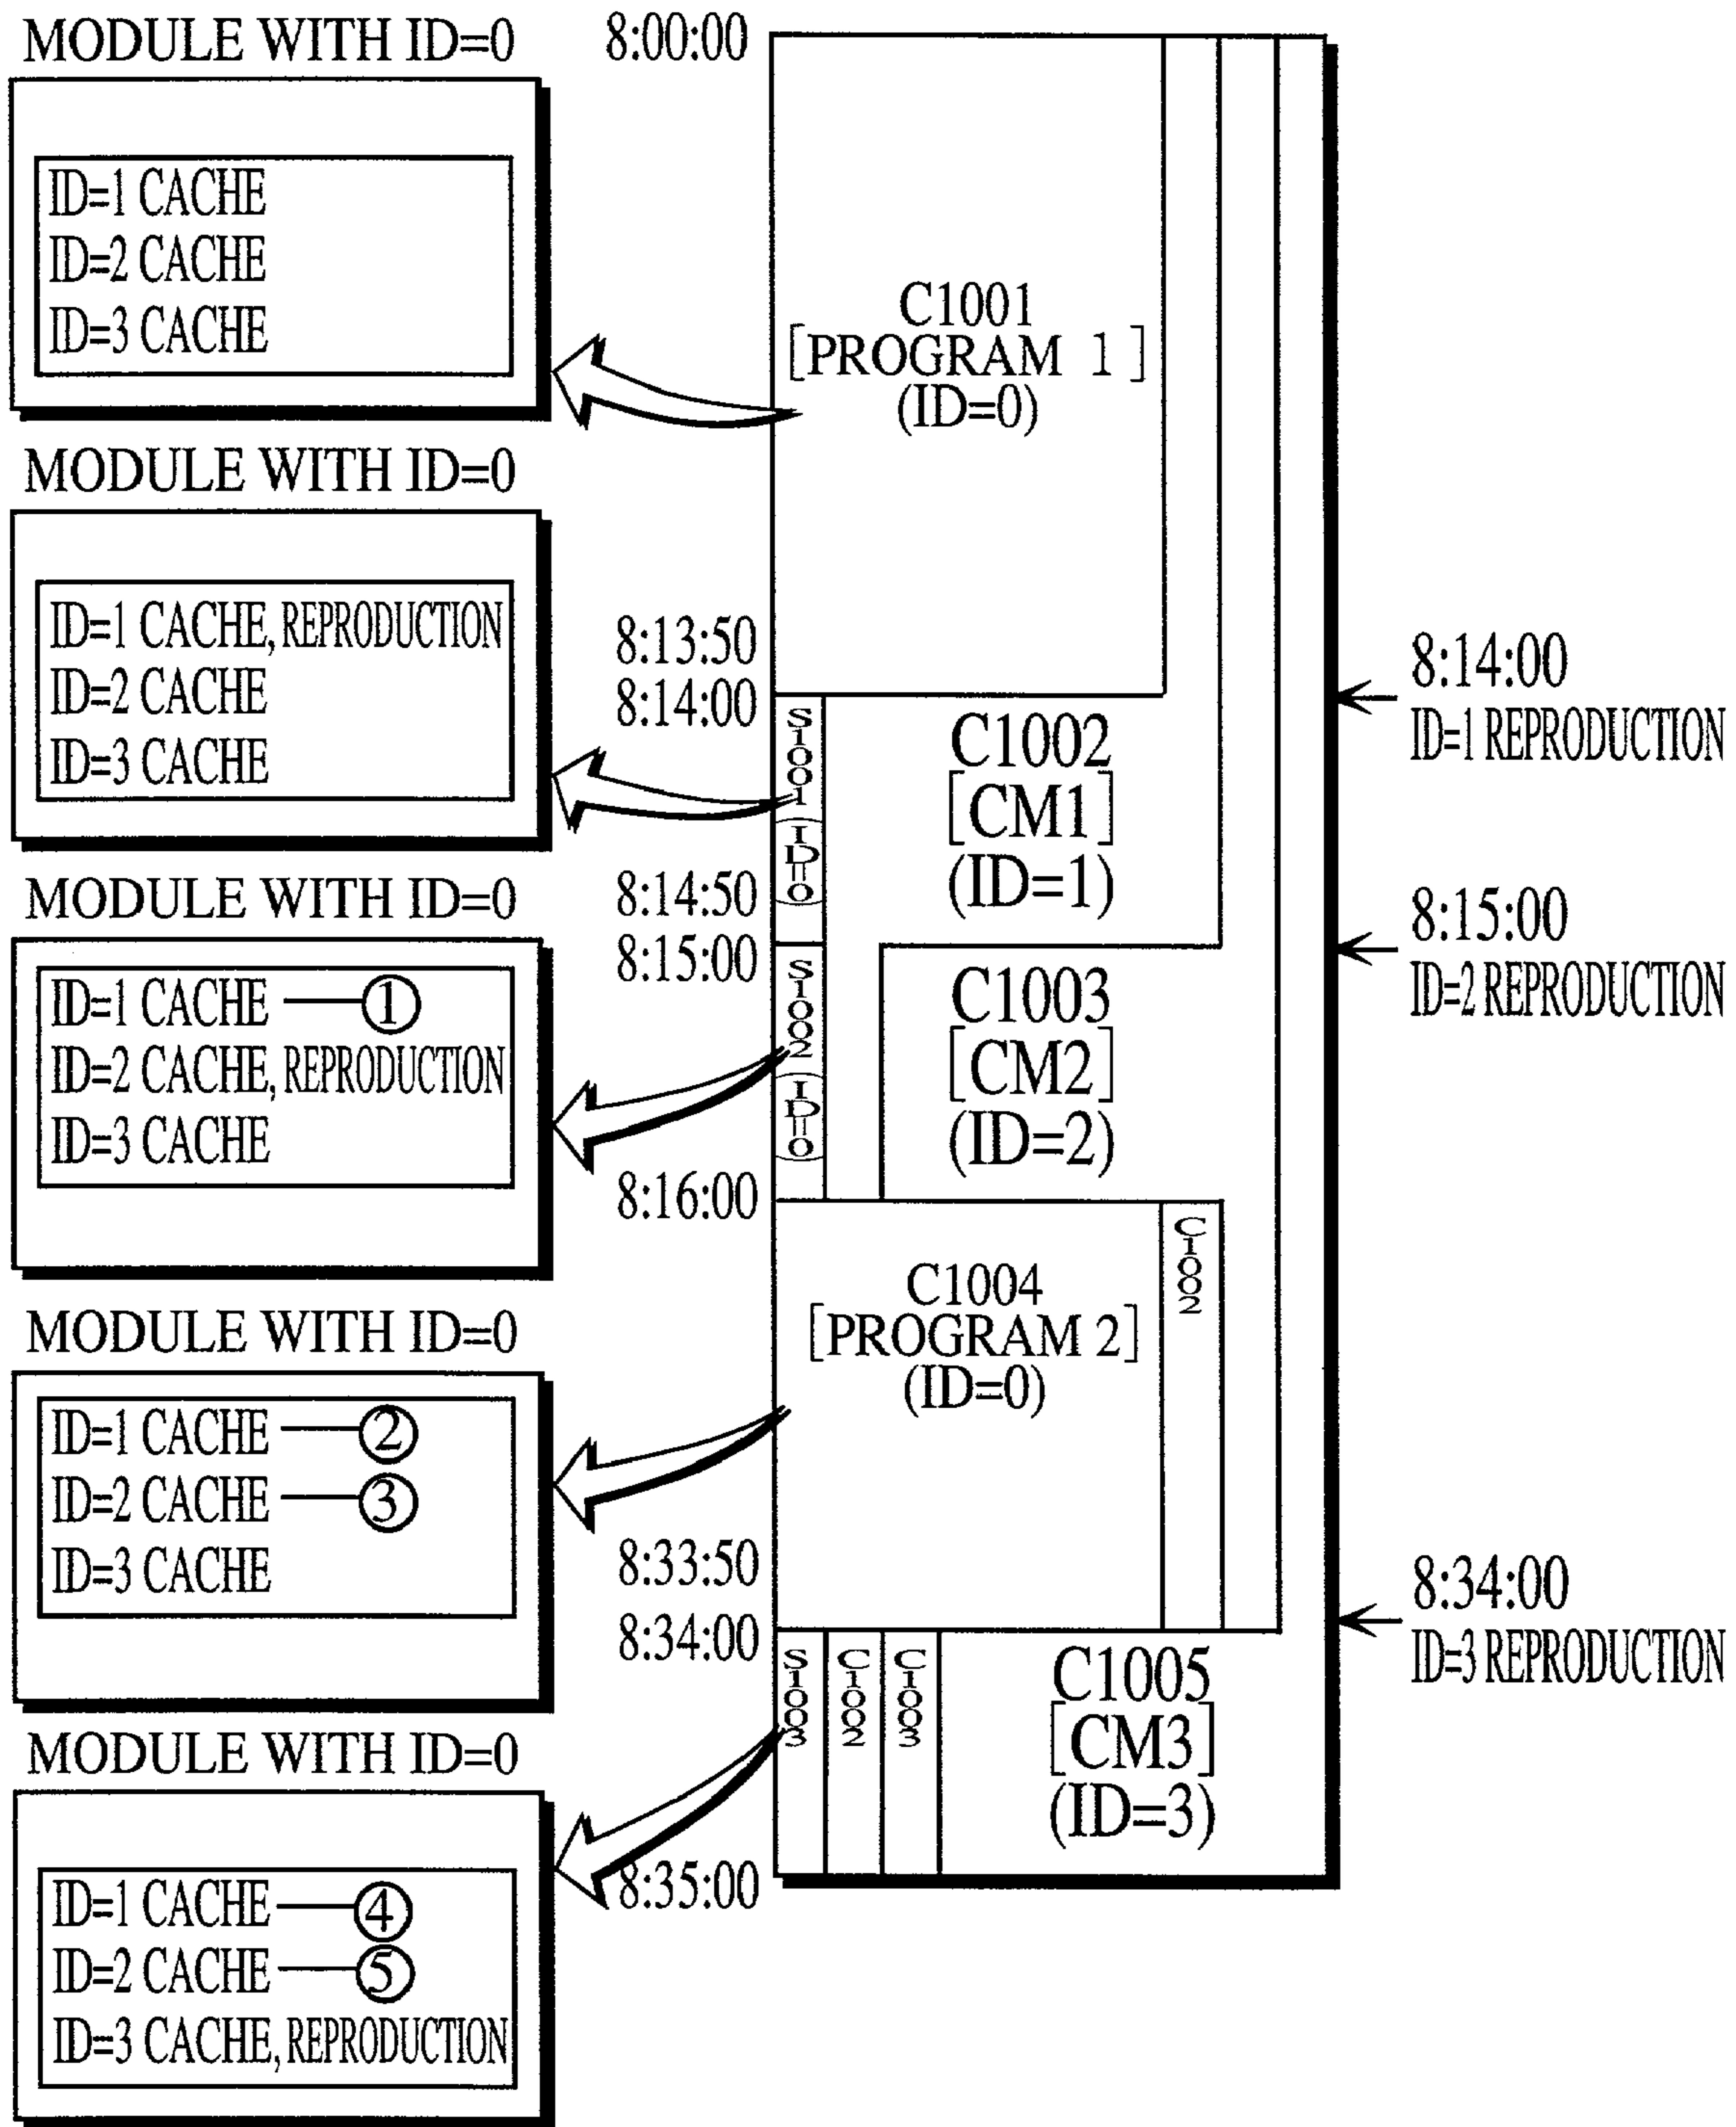 MODULE WITH ID=0
ID=1 CACHE
ID=2 CACHE
ID=3 CACHE
MODULE WITH ID=0
ID=1 CACHE, REPRODUCTION
ID=2 CACHE
ID=3 CACHE
MODULE WITH ID=0
ID=1 CACHE ①
ID=2 CACHE, REPRODUCTION
ID=3 CACHE
MODULE WITH ID=0
ID=1 CACHE ②
ID=2 CACHE ③
ID=3 CACHE
MODULE WITH ID=0
ID=1 CACHE ④
ID=2 CACHE ⑤
ID=3 CACHE, REPRODUCTION
8:00:00
8:13:50
8:14:00
8:14:50
8:15:00
8:16:00
8:33:50
8:34:00
8:35:00
C1001
[PROGRAM 1]
(ID=0)
S1001 (ID=0)
C1002
[CM1]
(ID=1)
S1002 (ID=0)
C1003
[CM2]
(ID=2)
C1004
[PROGRAM 2]
(ID=0)
C1002
S1003
C1002
C1003
C1005
[CM3]
(ID=3)
8:14:00
ID=1 REPRODUCTION
8:15:00
ID=2 REPRODUCTION
8:34:00
ID=3 REPRODUCTION